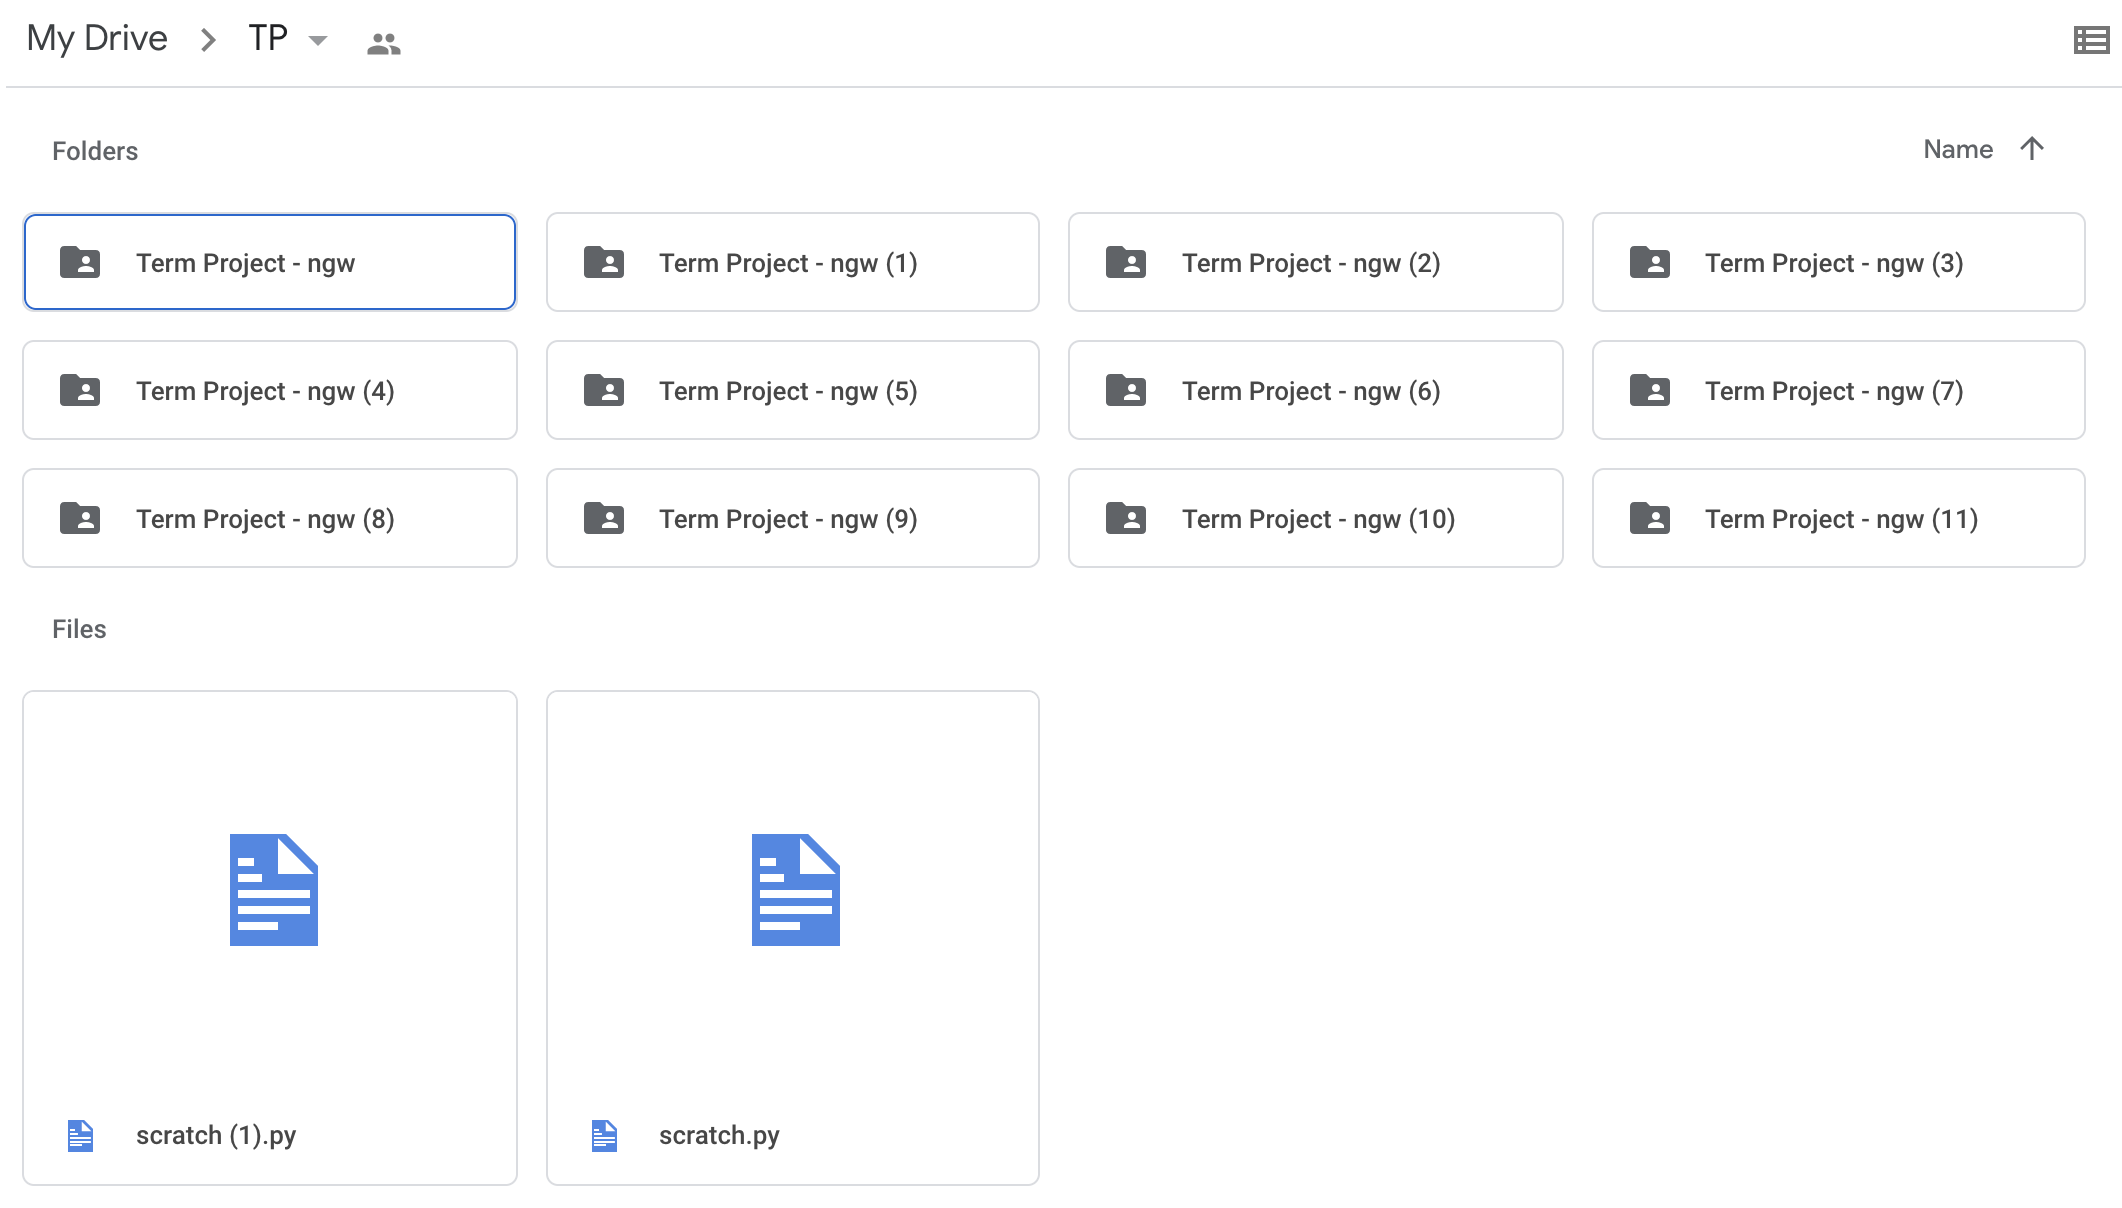 My Drive > TP
Folders Name
Term Project - ngw Term Project - ngw (1) Term Project - ngw (2) Term Project - ngw (3)
Term Project - ngw (4) Term Project - ngw (5) Term Project - ngw (6) Term Project - ngw (7)
Term Project - ngw (8) Term Project - ngw (9) Term Project - ngw (10) Term Project - ngw (11)
Files
scratch (1).py scratch.py